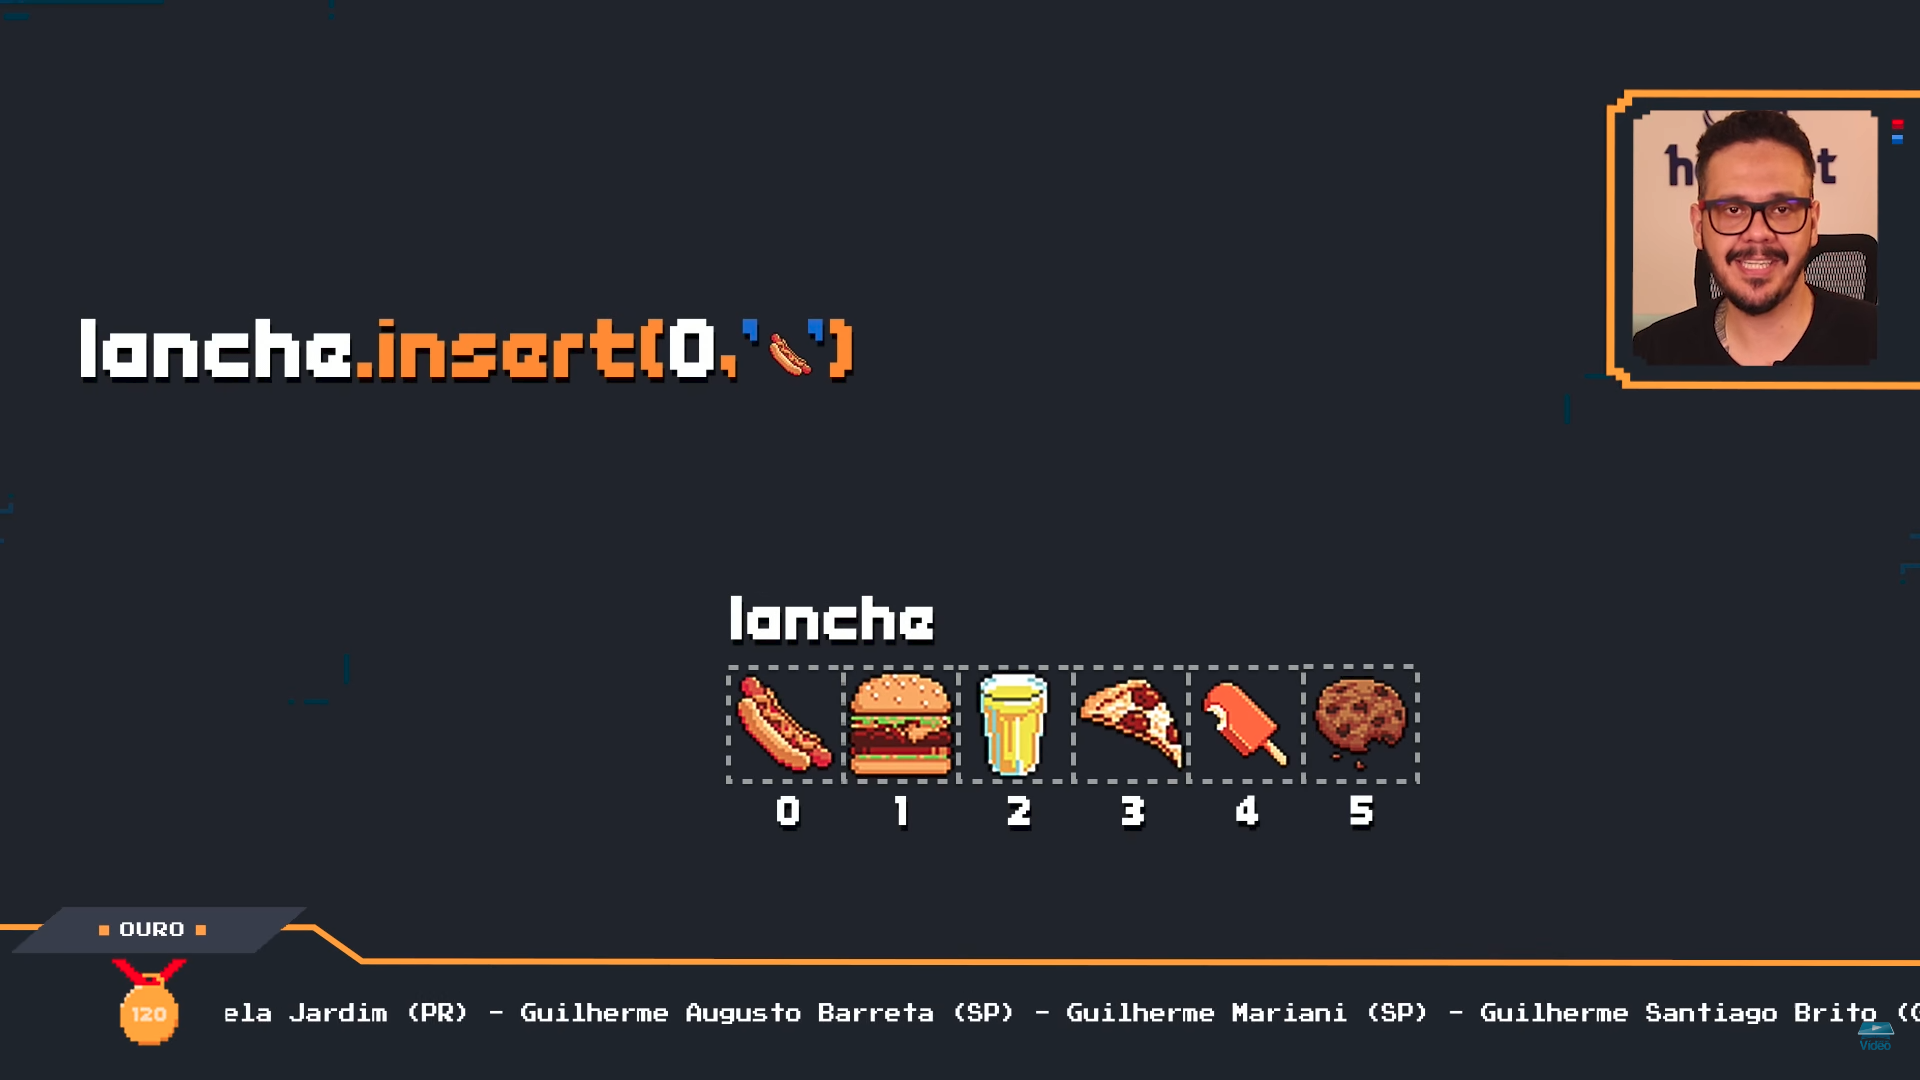 lanche.insert(0,'🌭')
lanche
0 1 2 3 4 5
OURO
120
ela Jardim (PR) - Guilherme Augusto Barreta (SP) - Guilherme Mariani (SP) - Guilherme Santiago Brito (
Vídeo